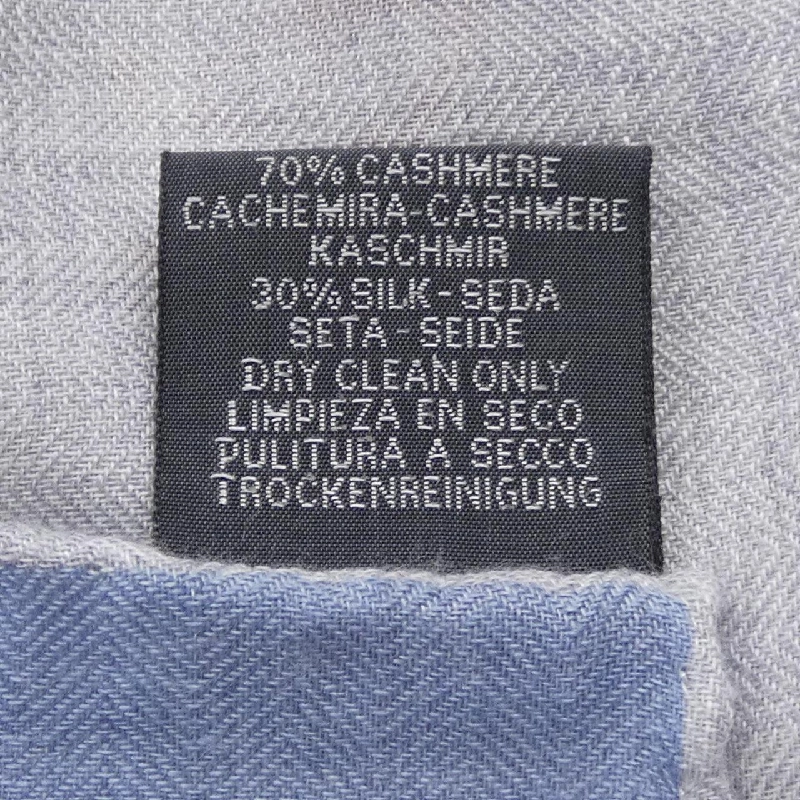 70% CASHMERE
CACHEMIRA-CASHMERE
KASCHMIR
30% SILK - SEDA
SETA - SEIDE
DRY CLEAN ONLY
LIMPIEZA EN SECO
PULITURA A SECCO
TROCKENREINIGUNG